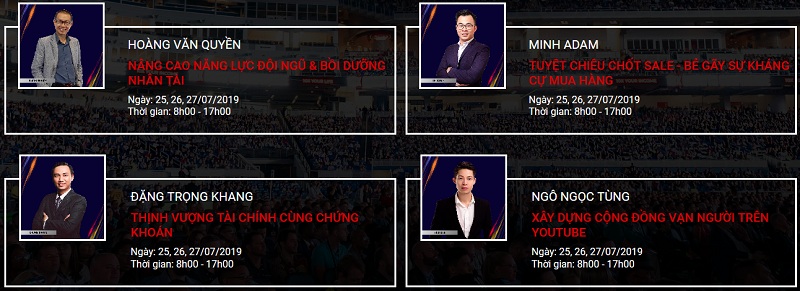 HOÀNG VĂN QUYỀN
NÂNG CAO NĂNG LỰC ĐỘI NGŨ & BỒI DƯỠNG
NHÂN TÀI
Ngày: 25, 26, 27/07/2019
Thời gian: 8h00 - 17h00
MINH ADAM
TUYỆT CHIÊU CHỐT SALE - BẺ GÃY SỰ KHÁNG
CỰ MUA HÀNG
Ngày: 25, 26, 27/07/2019
Thời gian: 8h00 - 17h00
ĐẶNG TRỌNG KHANG
THỊNH VƯỢNG TÀI CHÍNH CÙNG CHỨNG
KHOÁN
Ngày: 25, 26, 27/07/2019
Thời gian: 8h00 - 17h00
NGÔ NGỌC TÙNG
XÂY DỰNG CỘNG ĐỒNG VẠN NGƯỜI TRÊN
YOUTUBE
Ngày: 25, 26, 27/07/2019
Thời gian: 8h00 - 17h00